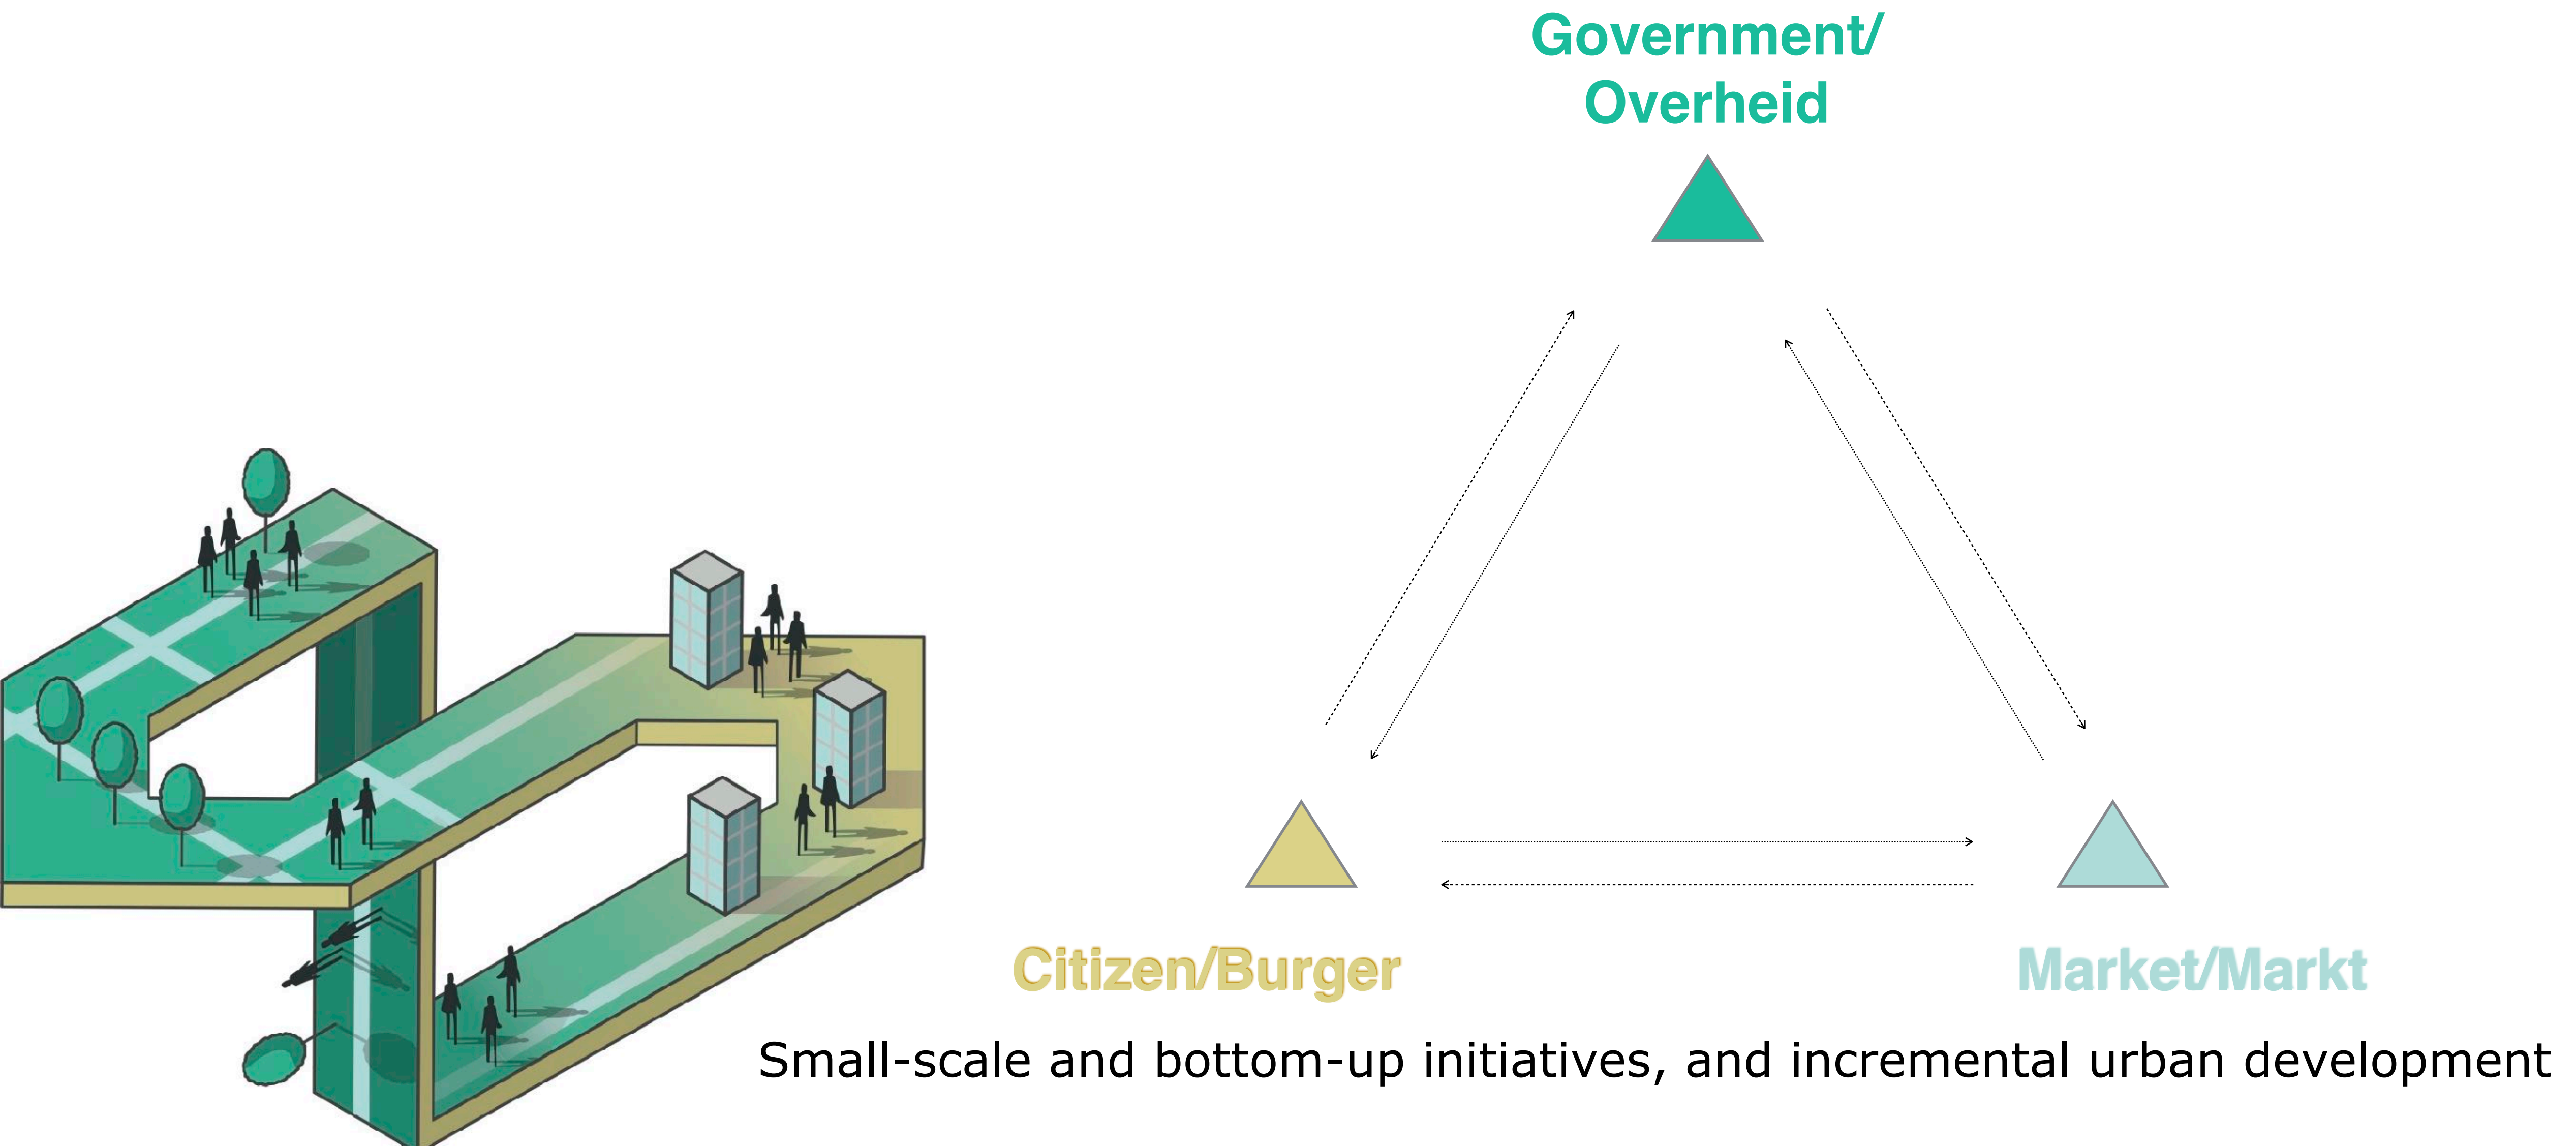 Government/
Overheid
Citizen/Burger
Market/Markt
Small-scale and bottom-up initiatives, and incremental urban development